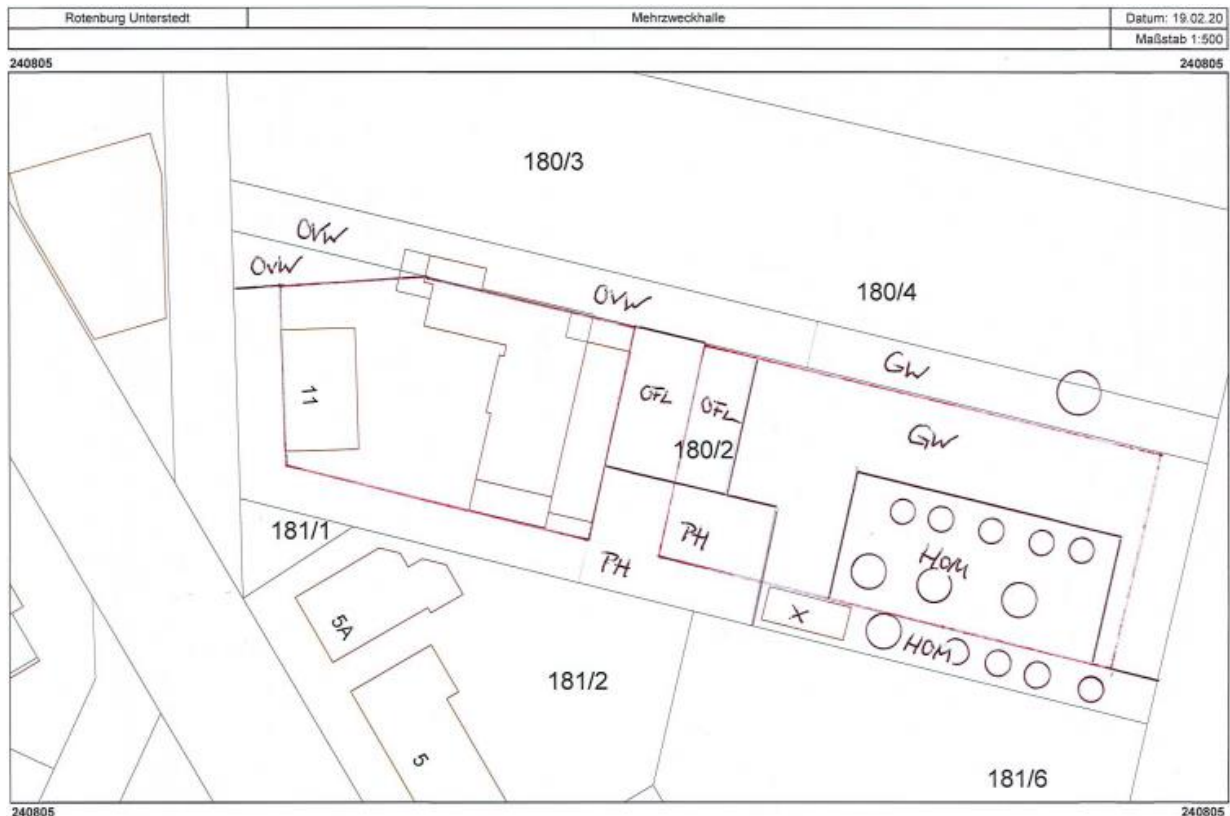 Rotenburg Unterstedt
Mehrzweckhalle
Datum: 19.02.20
Maßstab 1:500
240805
240805
180/3
OVW
OVW
OVW
180/4
GW
11
OFL
OFL
180/2
GW
181/1
PH
PH
HOM
5A
X
HOM
181/2
5
181/6
240805
240805